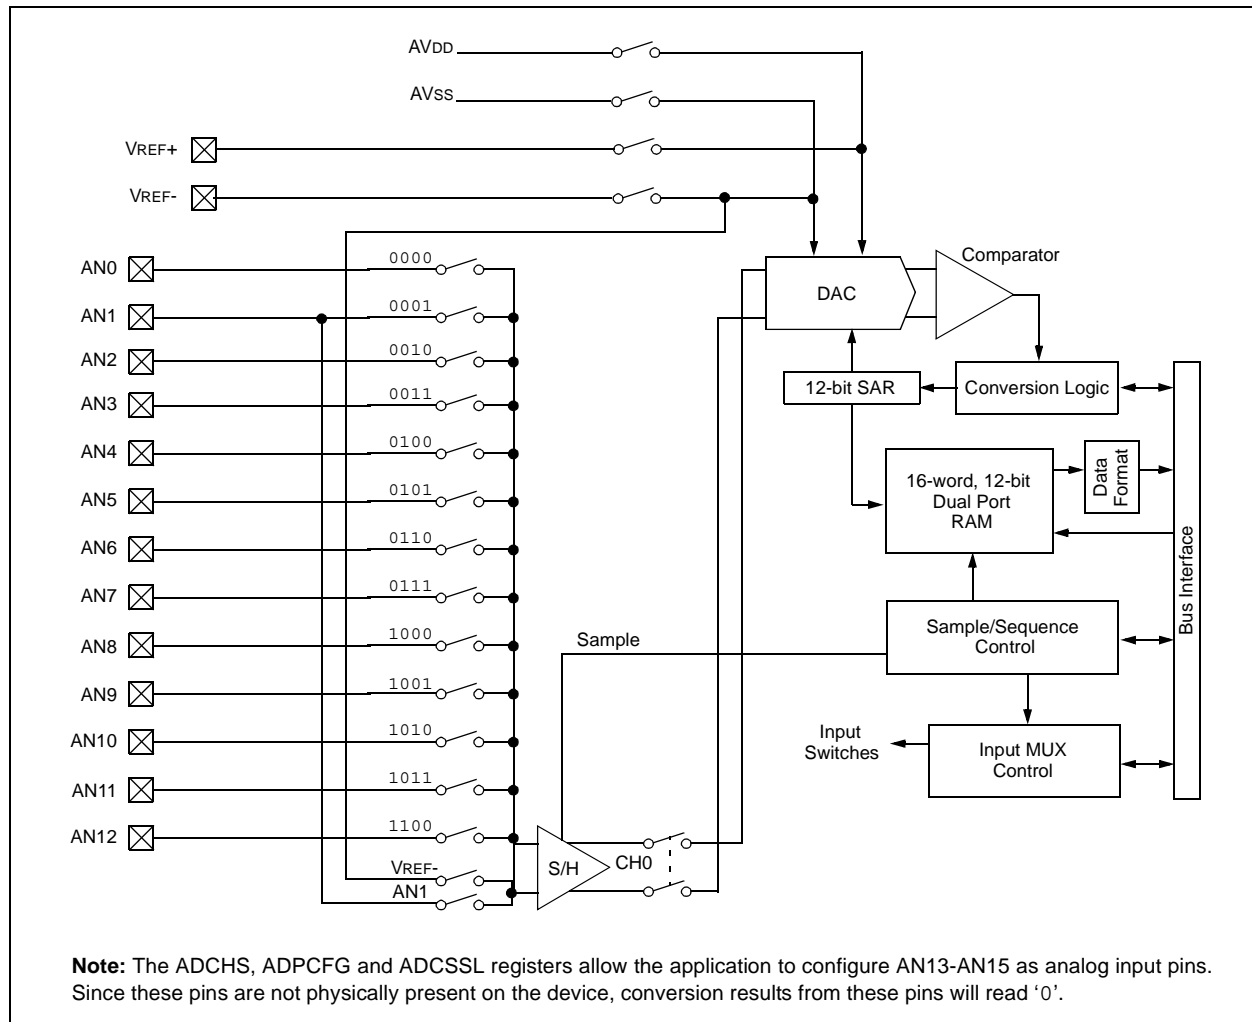 AVDD
AVSS
VREF+
VREF-
AN0
0000
AN1
0001
AN2
0010
AN3
0011
AN4
0100
AN5
0101
AN6
0110
AN7
0111
AN8
1000
AN9
1001
AN10
1010
AN11
1011
AN12
1100
VREF-
AN1
S/H
CH0
Sample
DAC
Comparator
12-bit SAR
Conversion Logic
16-word, 12-bit
Dual Port
RAM
Data
Format
Bus Interface
Sample/Sequence
Control
Input
Switches
Input MUX
Control
Note: The ADCHS, ADPCFG and ADCSSL registers allow the application to configure AN13-AN15 as analog input pins.
Since these pins are not physically present on the device, conversion results from these pins will read ‘0’.